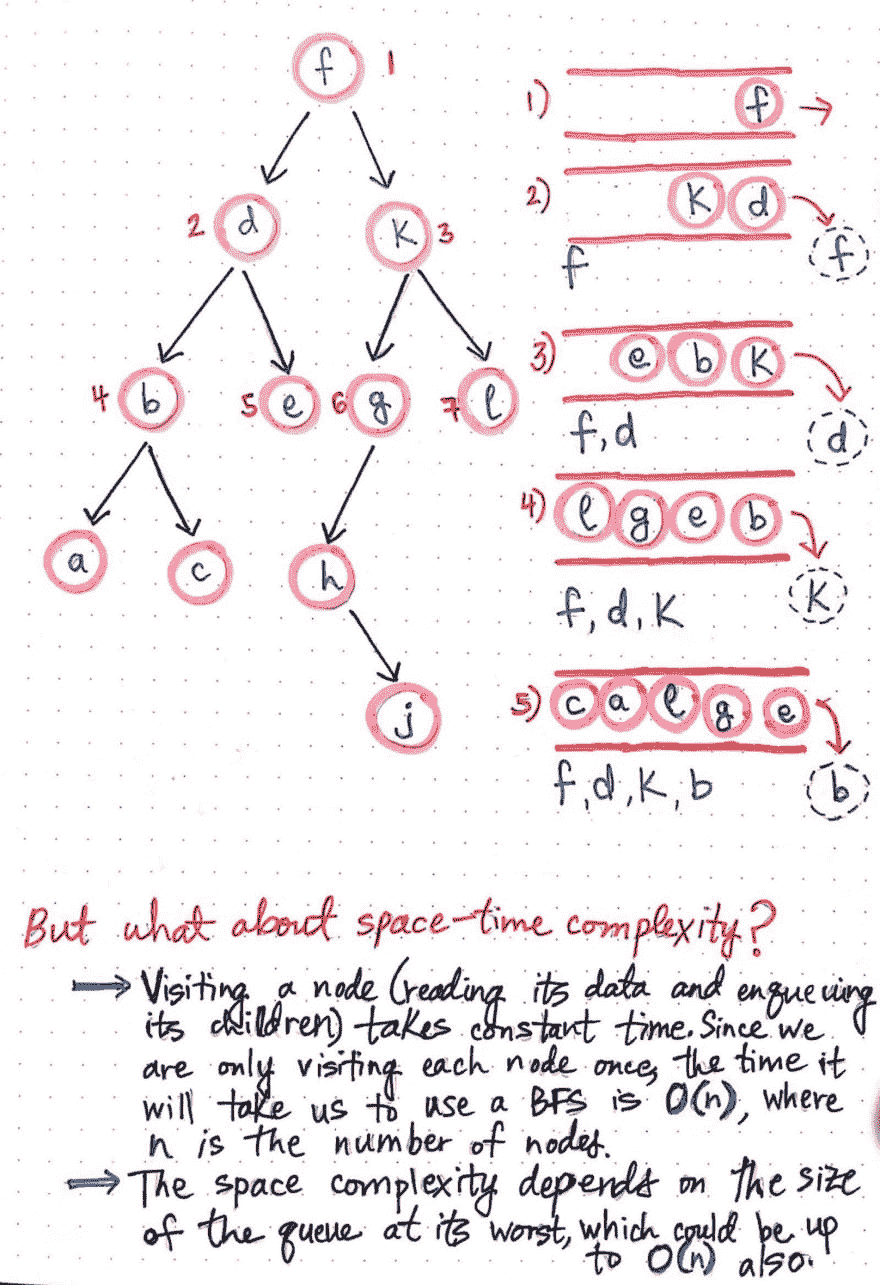 f 1
2 d
K 3
4 b
5 e
6 g
7 l
a
c
h
j
1) f
2) K d
f
f
3) e b K
d
f, d
4) l g e b
K
f, d, K
5) c a l g e
b
f, d, K, b
But what about space-time complexity?
Visiting a node (reading its data and enqueuing
its children) takes constant time. Since we
are only visiting each node once, the time it
will take us to use a BFS is O(n), where
n is the number of nodes.
The space complexity depends on the size
of the queue at its worst, which could be up
to O(n) also.